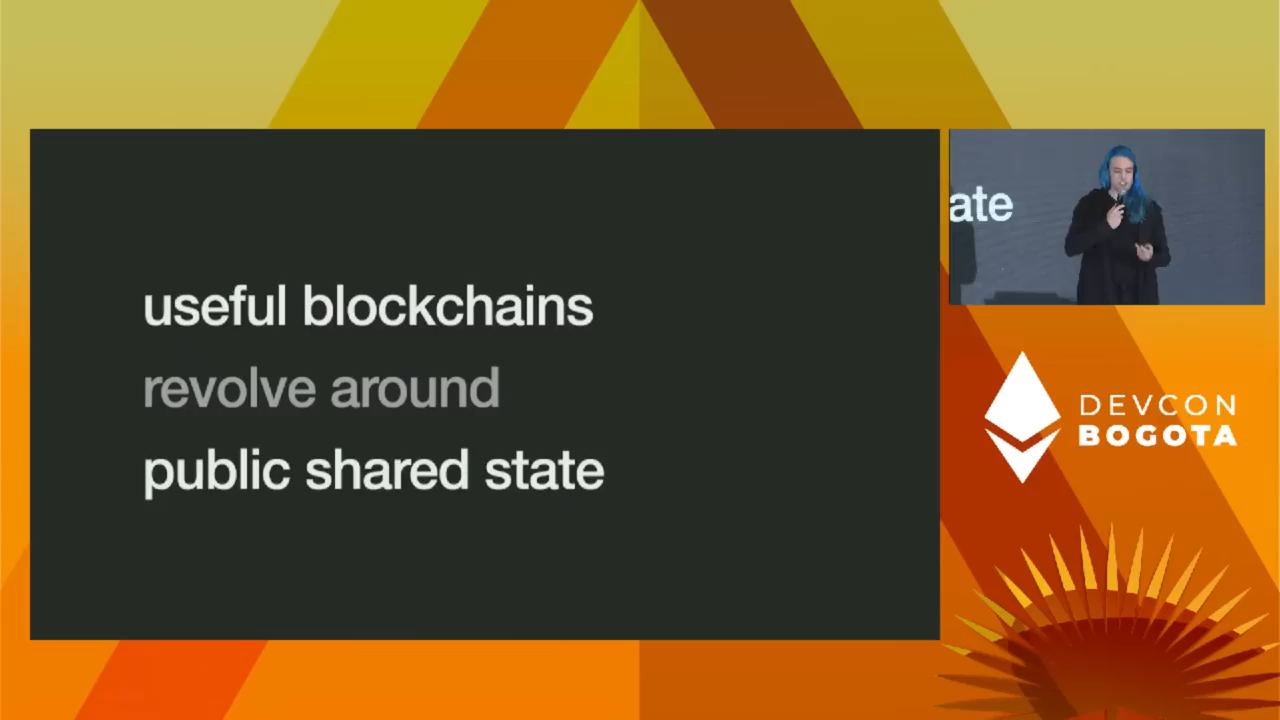 useful blockchains
revolve around
public shared state
ate
DEVCON
BOGOTA